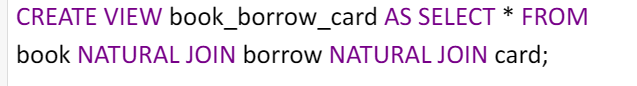 CREATE VIEW book_borrow_card AS SELECT * FROM
book NATURAL JOIN borrow NATURAL JOIN card;